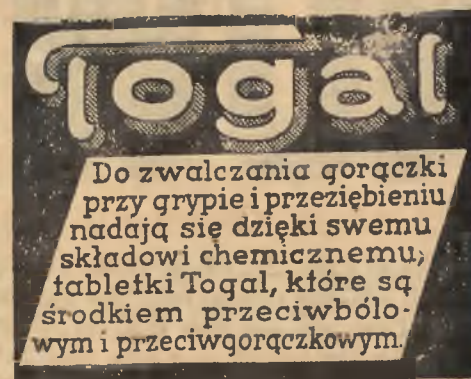 Togal
Do zwalczania gorączki
przy grypie i przeziębieniu
nadają się dzięki swemu
składowi chemicznemu,
tabletki Togal, które są
środkiem przeciwbólo-
wym i przeciwgorączkowym.